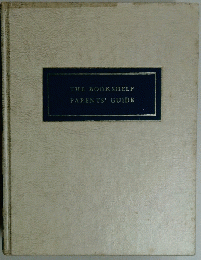 THE BOOKSHELF
PARENTS' GUIDE